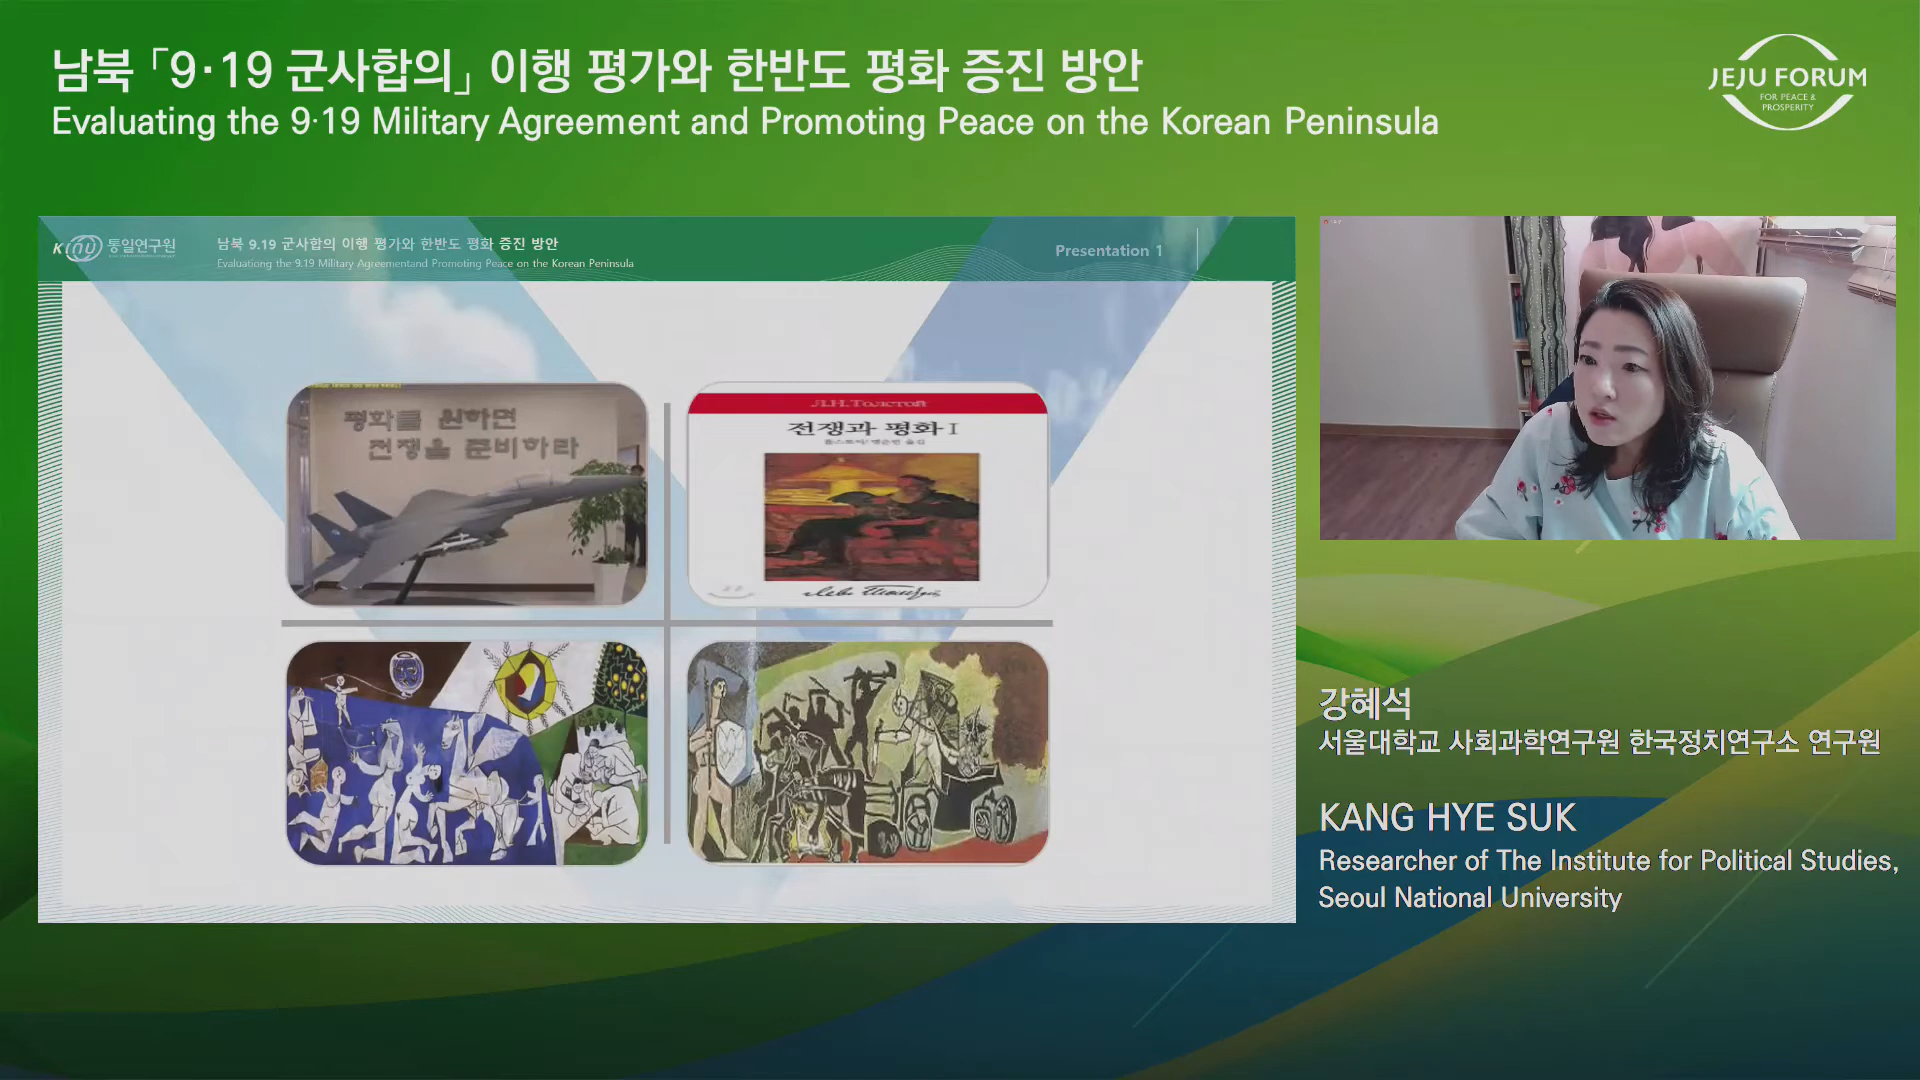 남북 「9·19 군사합의」 이행 평가와 한반도 평화 증진 방안
Evaluating the 9·19 Military Agreement and Promoting Peace on the Korean Peninsula
JEJU FORUM
FOR PEACE &
PROSPERITY
KINU 통일연구원
남북 9.19 군사합의 이행 평가와 한반도 평화 증진 방안
Evaluationg the 9.19 Military Agreementand Promoting Peace on the Korean Peninsula
Presentation 1
평화를 원하면
전쟁을 준비하라
Л.Н.Толстой
전쟁과 평화 I
강혜석
서울대학교 사회과학연구원 한국정치연구소 연구원
KANG HYE SUK
Researcher of The Institute for Political Studies,
Seoul National University